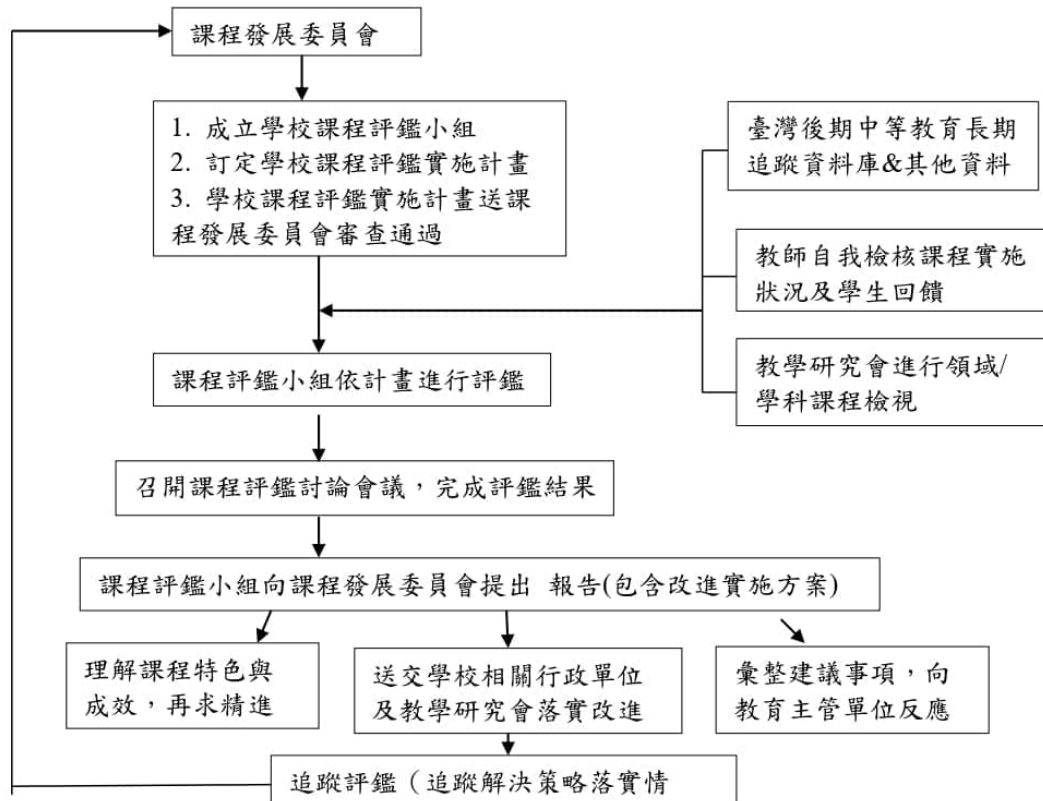 課程發展委員會
1. 成立學校課程評鑑小組
2. 訂定學校課程評鑑實施計畫
3. 學校課程評鑑實施計畫送課
程發展委員會審查通過
臺灣後期中等教育長期
追蹤資料庫&其他資料
教師自我檢核課程實施
狀況及學生回饋
教學研究會進行領域/
學科課程檢視
課程評鑑小組依計畫進行評鑑
召開課程評鑑討論會議，完成評鑑結果
課程評鑑小組向課程發展委員會提出 報告(包含改進實施方案)
理解課程特色與
成效，再求精進
送交學校相關行政單位
及教學研究會落實改進
彙整建議事項，向
教育主管單位反應
追蹤評鑑（追蹤解決策略落實情